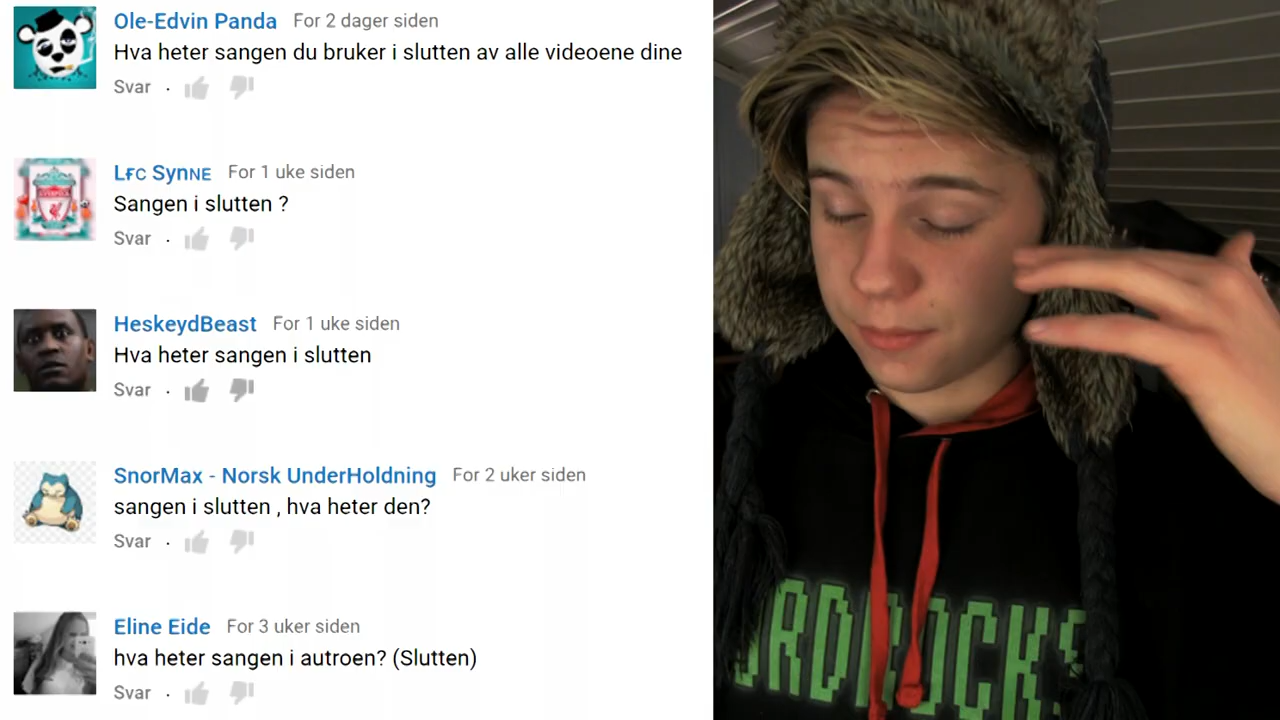 Ole-Edvin Panda For 2 dager siden
Hva heter sangen du bruker i slutten av alle videoene dine
Svar ·
LꜰC SynNE For 1 uke siden
Sangen i slutten ?
Svar ·
HeskeydBeast For 1 uke siden
Hva heter sangen i slutten
Svar ·
SnorMax - Norsk UnderHoldning For 2 uker siden
sangen i slutten , hva heter den?
Svar ·
Eline Eide For 3 uker siden
hva heter sangen i autroen? (Slutten)
Svar ·